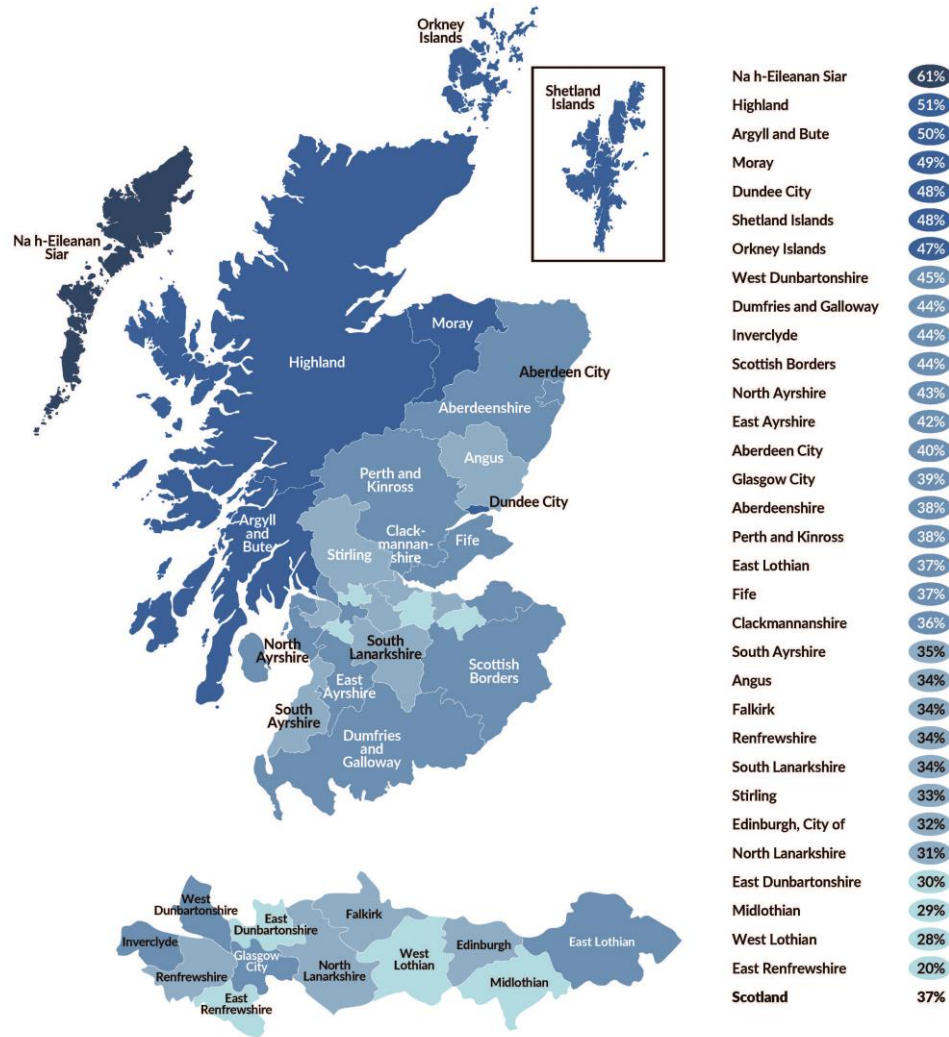 Orkney
Islands
Shetland
Islands
Na h-Eileanan
Siar
Moray
Highland
Aberdeen City
Aberdeenshire
Angus
Perth and
Kinross
Dundee City
Argyll
and
Bute
Clack-
mannan-
shire
Fife
Stirling
North
Ayrshire
South
Lanarkshire
Scottish
Borders
East
Ayrshire
South
Ayrshire
Dumfries
and
Galloway
West
Dunbartonshire
East
Dunbartonshire
Falkirk
Inverclyde
Glasgow
City
Renfrewshire
North
Lanarkshire
West
Lothian
Edinburgh
East Lothian
Midlothian
East
Renfrewshire
Na h-Eileanan Siar 61%
Highland 51%
Argyll and Bute 50%
Moray 49%
Dundee City 48%
Shetland Islands 48%
Orkney Islands 47%
West Dunbartonshire 45%
Dumfries and Galloway 44%
Inverclyde 44%
Scottish Borders 44%
North Ayrshire 43%
East Ayrshire 42%
Aberdeen City 40%
Glasgow City 39%
Aberdeenshire 38%
Perth and Kinross 38%
East Lothian 37%
Fife 37%
Clackmannanshire 36%
South Ayrshire 35%
Angus 34%
Falkirk 34%
Renfrewshire 34%
South Lanarkshire 34%
Stirling 33%
Edinburgh, City of 32%
North Lanarkshire 31%
East Dunbartonshire 30%
Midlothian 29%
West Lothian 28%
East Renfrewshire 20%
Scotland 37%